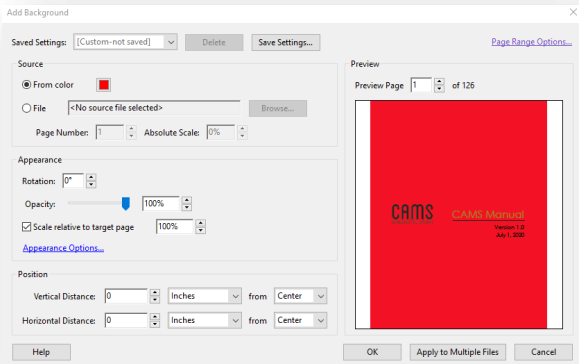 Add Background
Saved Settings: [Custom-not saved] Delete Save Settings... Page Range Options...
Source
From color
File <No source file selected> Browse...
Page Number: 1 Absolute Scale: 0%
Appearance
Rotation: 0°
Opacity: 100%
Scale relative to target page 100%
Appearance Options...
Position
Vertical Distance: 0 Inches from Center
Horizontal Distance: 0 Inches from Center
Preview
Preview Page 1 of 126
CAMS
CAMS Manual
Version 1.0
July 1, 2020
Help OK Apply to Multiple Files Cancel